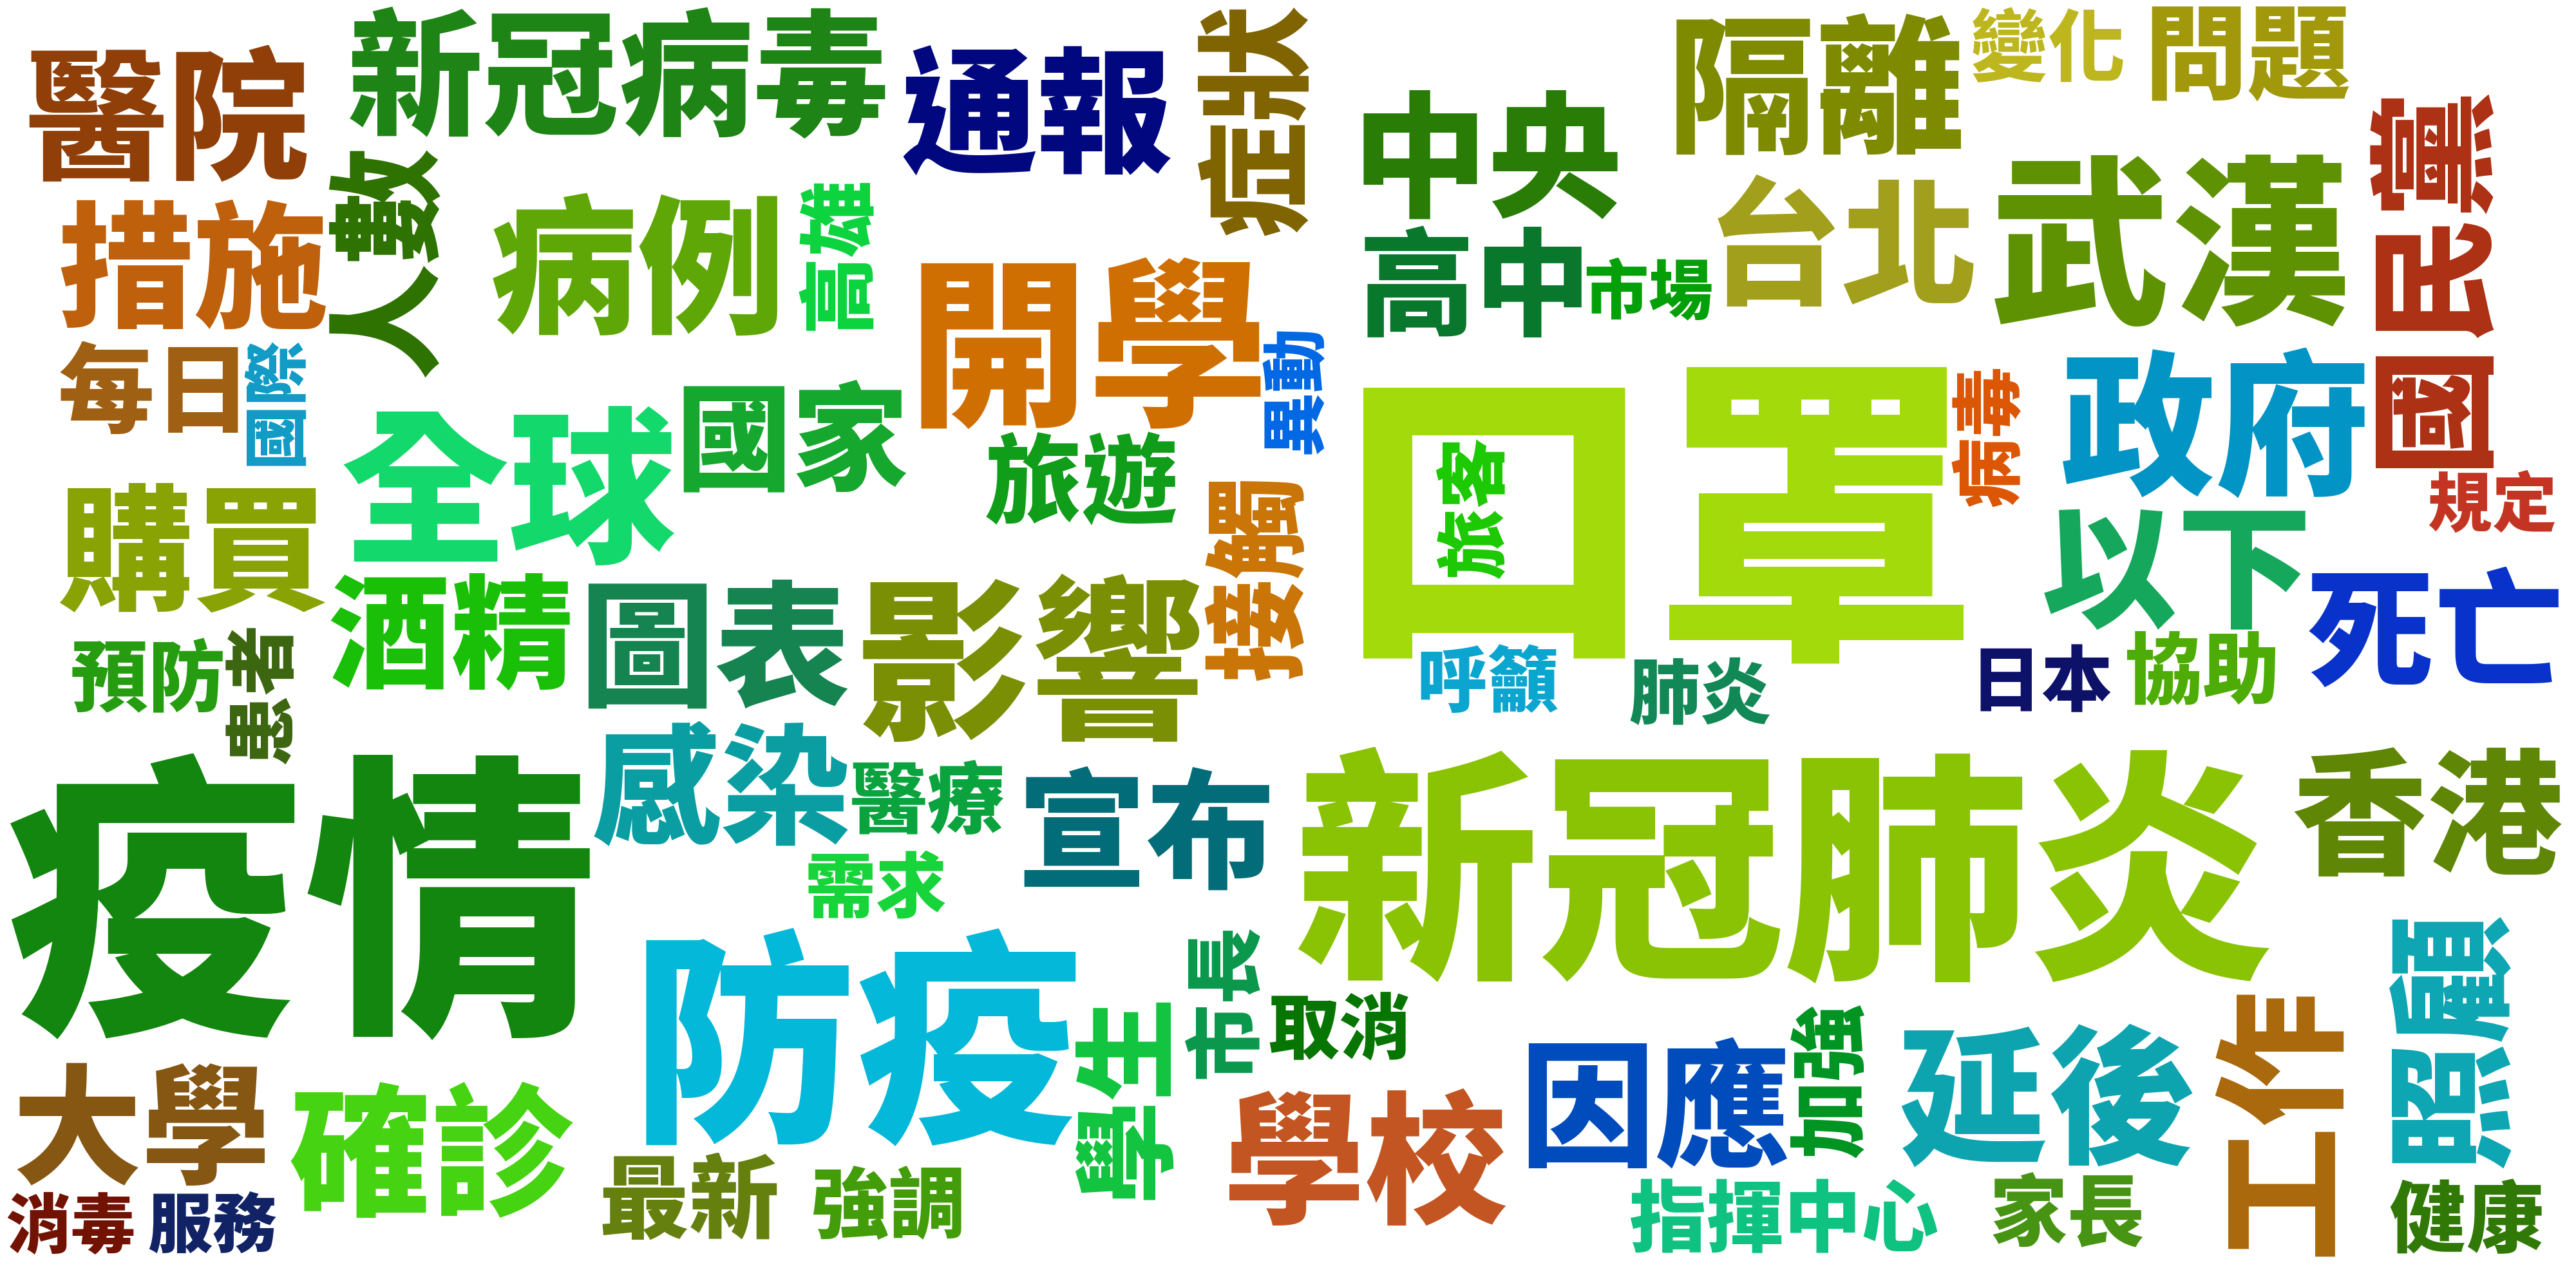 醫院
新冠病毒
通報
症狀
中央
隔離
變化
問題
國民黨
措施
人數
病例
高雄
開學
異動
高中
市場
台北
武漢
每日
國際
全球
國家
旅遊
接觸
口罩
旅客
病毒
政府
規定
購買
酒精
圖表
影響
以下
死亡
預防
患者
呼籲
肺炎
日本
協助
疫情
感染
醫療
需求
宣布
新冠肺炎
香港
防疫
學生
市長
取消
因應
加強
延後
工作
照顧
大學
確診
學校
消毒
服務
最新
強調
指揮中心
家長
健康